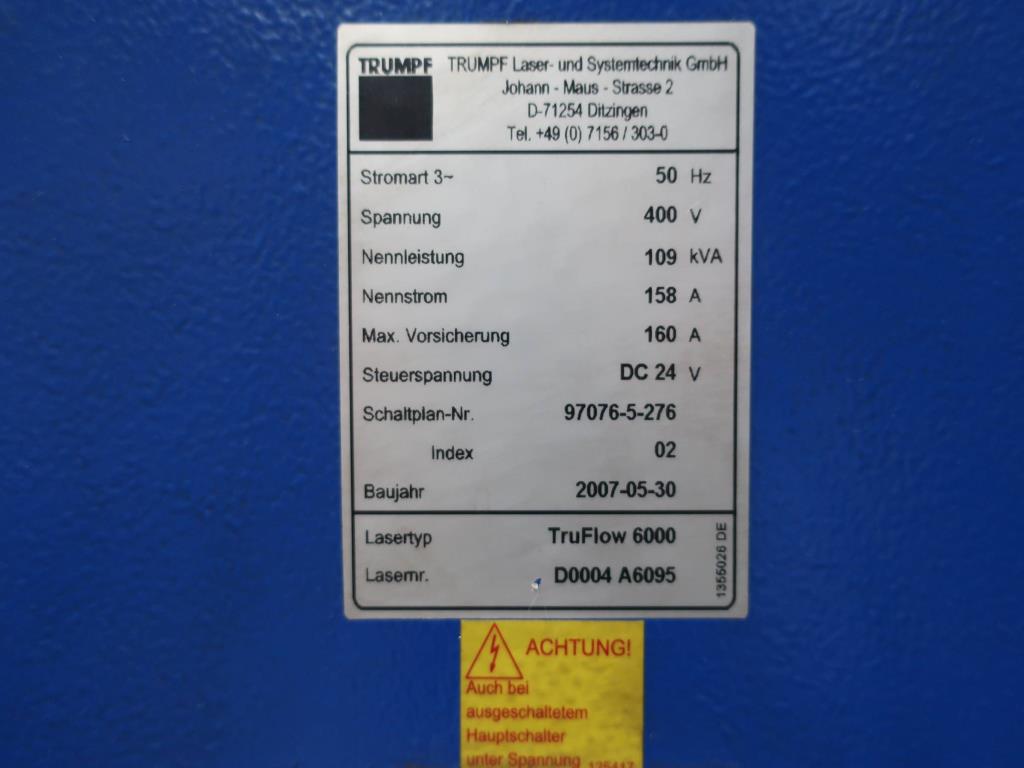 TRUMPF
TRUMPF Laser- und Systemtechnik GmbH
Johann - Maus - Strasse 2
D-71254 Ditzingen
Tel. +49 (0) 7156 / 303-0
Stromart 3~ 50 Hz
Spannung 400 V
Nennleistung 109 kVA
Nennstrom 158 A
Max. Vorsicherung 160 A
Steuerspannung DC 24 V
Schaltplan-Nr. 97076-5-276
Index 02
Baujahr 2007-05-30
Lasertyp TruFlow 6000
Lasernr. D0004 A6095
1355026 DE
ACHTUNG!
Auch bei
ausgeschaltetem
Hauptschalter
unter Spannung